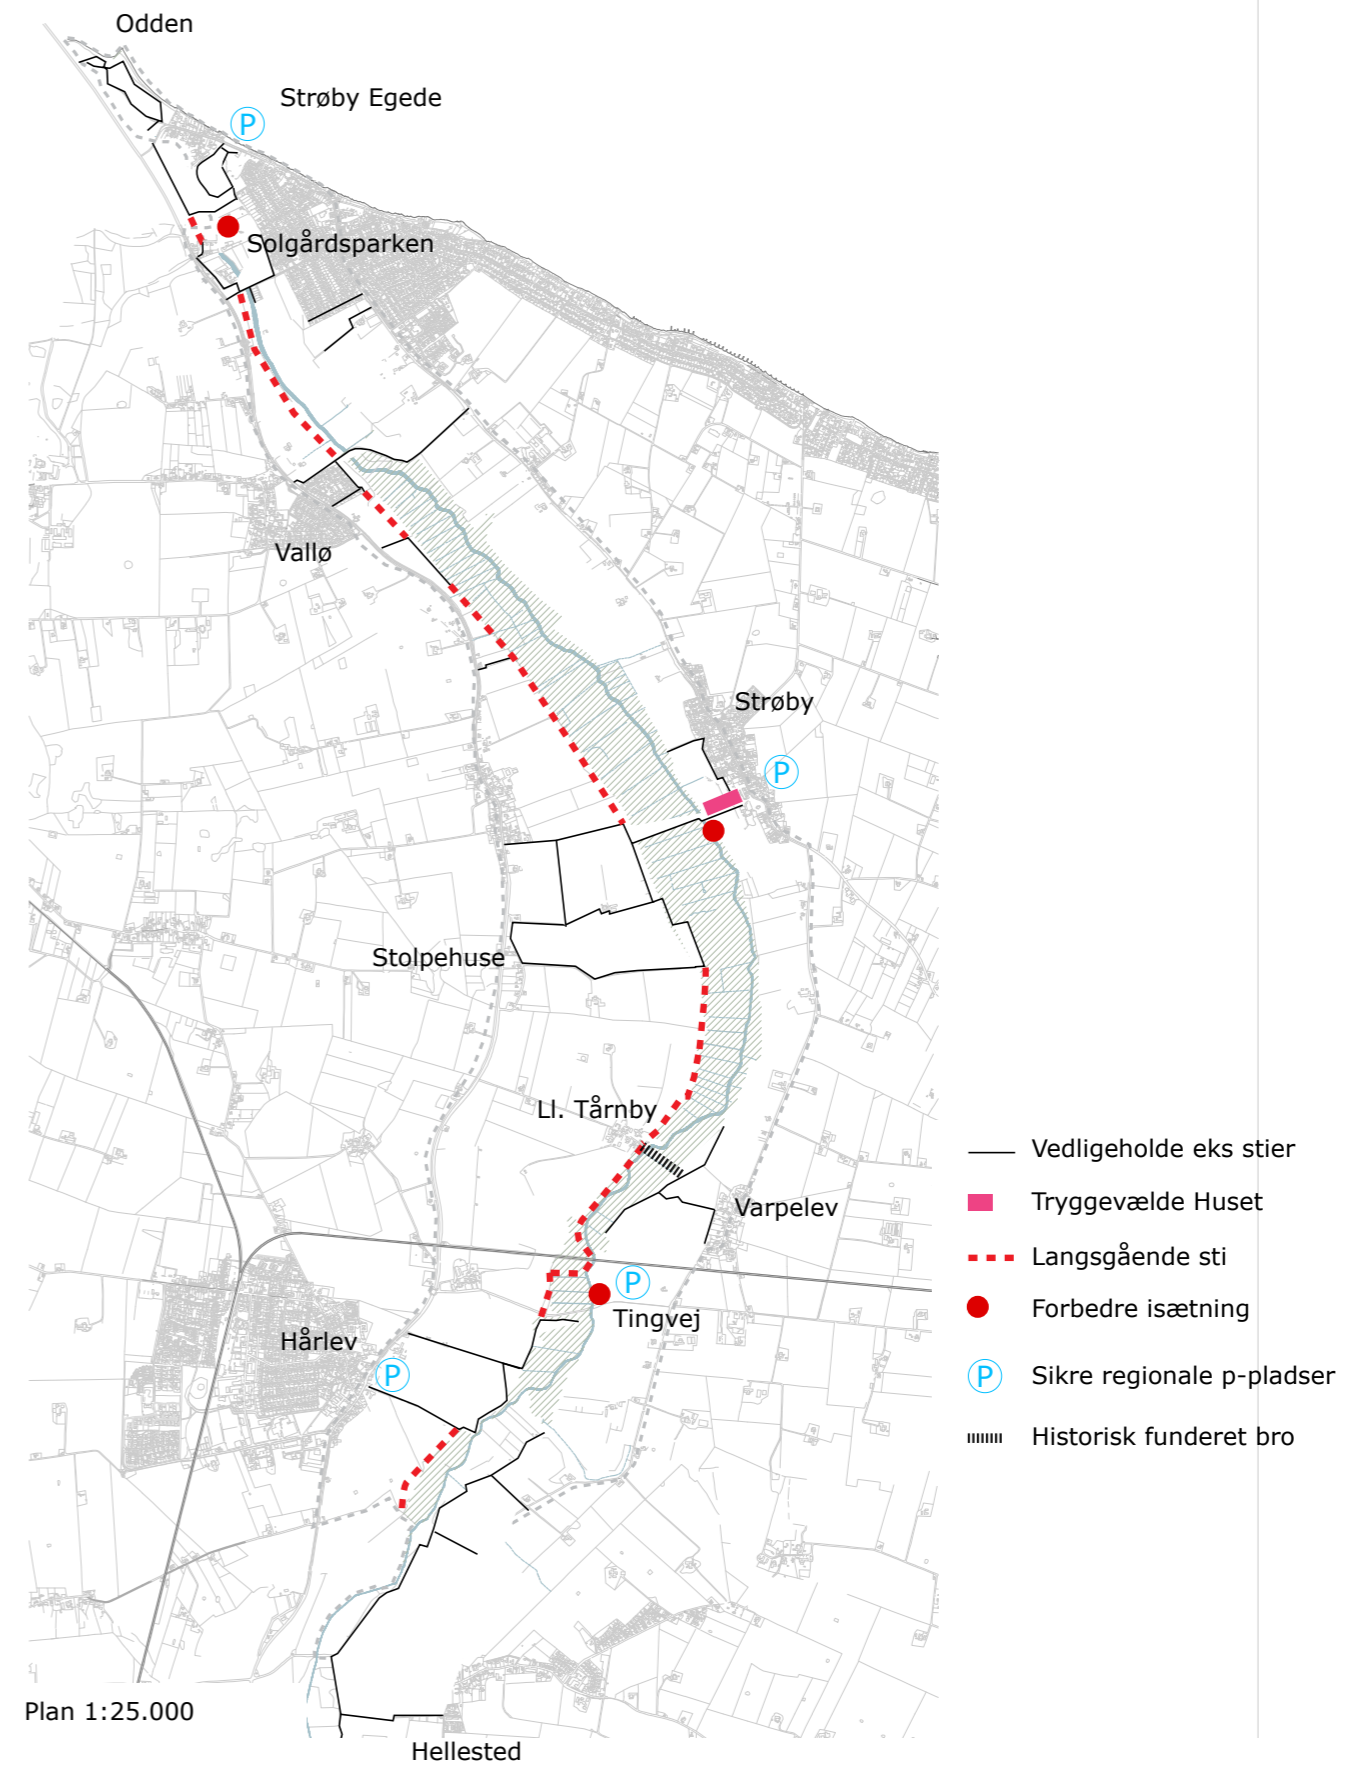 Odden
Strøby Egede
P
Solgårdsparken
Vallø
Strøby
P
Stolpehuse
Ll. Tårnby
Vedligeholde eks stier
Tryggevælde Huset
Varpelev
Langsgående sti
P
Forbedre isætning
Tingvej
Hårlev
P
P Sikre regionale p-pladser
Historisk funderet bro
Plan 1:25.000
Hellested